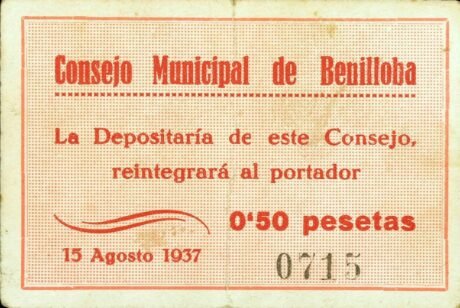 Consejo Municipal de Benilloba
La Depositaría de este Consejo,
reintegrará al portador
0'50 pesetas
15 Agosto 1937
0715